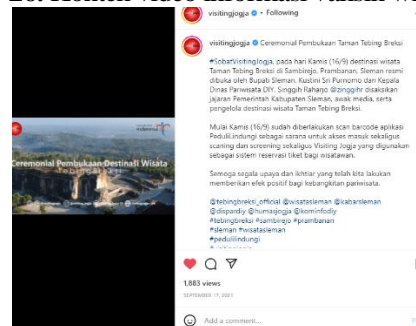 visitingjogja • Following
visitingjogja Ceremonial Pembukaan Taman Tebing Breksi
#SobatVisitingJogja, pada hari Kamis (16/9) destinasi wisata
Taman Tebing Breksi di Sambirejo, Prambanan, Sleman resmi
dibuka oleh Bupati Sleman, Kustini Sri Purnomo dan Kepala
Dinas Pariwisata DIY, Singgih Raharjo @zinggihr disaksikan
jajaran Pemerintah Kabupaten Sleman, awak media, serta
pengelola destinasi wisata Taman Tebing Breksi.
Mulai Kamis (16/9) sudah diberlakukan scan barcode aplikasi
PeduliLindungi sebagai sarana untuk akses masuk sekaligus
scaning dan screening sekaligus Visiting Jogja yang digunakan
sebagai sistem reservasi tiket bagi wisatawan.
Semoga segala upaya dan ikhtiar yang telah kita lakukan
memberikan efek positif bagi kebangkitan pariwisata.
@tebingbreksi_official @wisatasleman @kabarsleman
@dispardiy @humasjogja @kominfodiy
#tebingbreksi #sambirejo #prambanan
#sleman #wisatasleman
#pedulilindungi
Ceremonial Pembukaan Destinasi Wisata
1,883 views
SEPTEMBER 17, 2021
Add a comment...